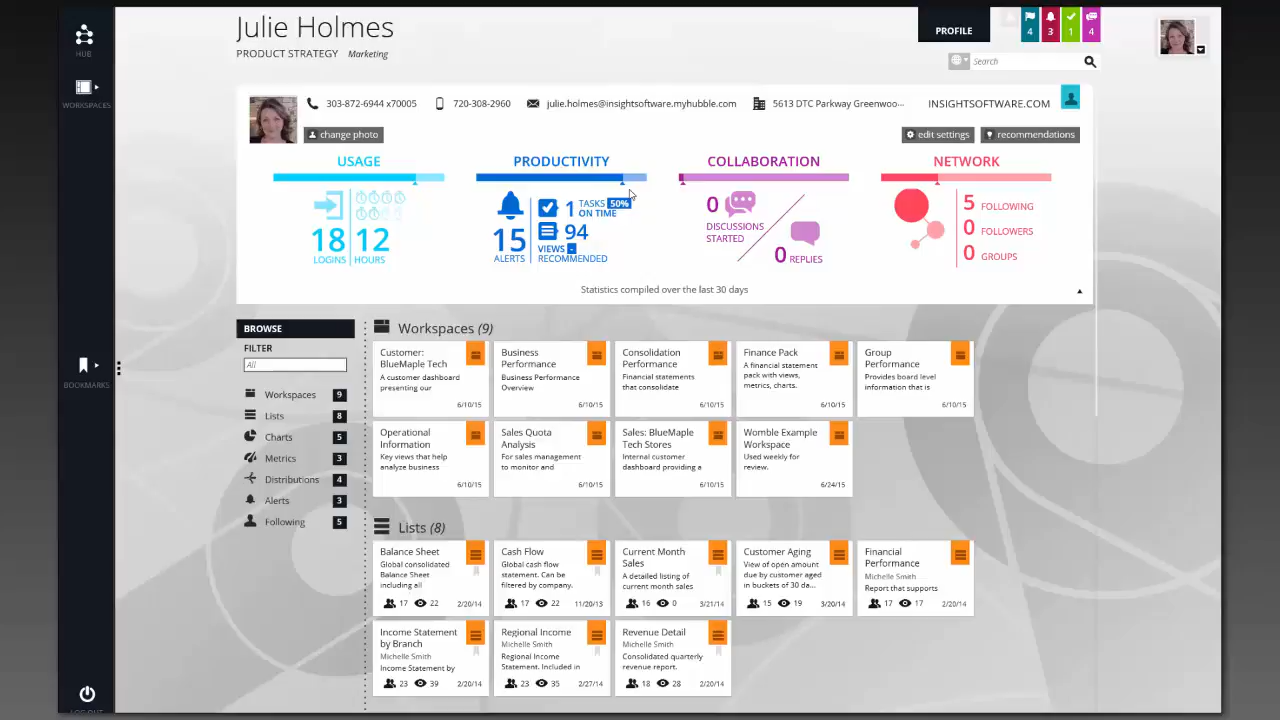 Julie Holmes
PRODUCT STRATEGY Marketing
PROFILE
4 3 1 4
Search
HUB
WORKSPACES
BOOKMARKS
LOG OUT
303-872-6944 x70005 720-308-2960 julie.holmes@insightsoftware.myhubble.com 5613 DTC Parkway Greenwoo... INSIGHTSOFTWARE.COM
change photo edit settings recommendations
USAGE
18 LOGINS
12 HOURS
PRODUCTIVITY
15 ALERTS
1 TASKS 50%
ON TIME
94
VIEWS
RECOMMENDED
COLLABORATION
0 DISCUSSIONS
STARTED
0 REPLIES
NETWORK
5 FOLLOWING
0 FOLLOWERS
0 GROUPS
Statistics compiled over the last 30 days
BROWSE
FILTER
All
Workspaces 9
Lists 8
Charts 5
Metrics 3
Distributions 4
Alerts 3
Following 5
Workspaces (9)
Customer:
BlueMaple Tech
A customer dashboard
presenting our
6/10/15
Business
Performance
Business Performance
Overview
6/10/15
Consolidation
Performance
Financial statements
that consolidate
6/10/15
Finance Pack
A financial statement
pack with views,
metrics, charts.
6/10/15
Group
Performance
Provides board level
information that is
6/10/15
Operational
Information
Key views that help
analyze business
6/10/15
Sales Quota
Analysis
For sales management
to monitor and
6/10/15
Sales: BlueMaple
Tech Stores
Internal customer
dashboard providing a
6/10/15
Womble Example
Workspace
Used weekly for
review.
6/24/15
Lists (8)
Balance Sheet
Global consolidated
Balance Sheet
including all
17 22 2/20/14
Cash Flow
Global cash flow
statement. Can be
filtered by company.
17 22 11/20/13
Current Month
Sales
A detailed listing of
current month sales
16 0 3/21/14
Customer Aging
View of open amount
due by customer aged
in buckets of 30 da...
15 19 3/20/14
Financial
Performance
Michelle Smith
Report that supports
17 17 2/20/14
Income Statement
by Branch
Michelle Smith
Income Statement by
23 39 2/20/14
Regional Income
Michelle Smith
Regional Income
Statement. Included in
23 35 2/27/14
Revenue Detail
Michelle Smith
Consolidated quarterly
revenue report.
18 28 2/20/14